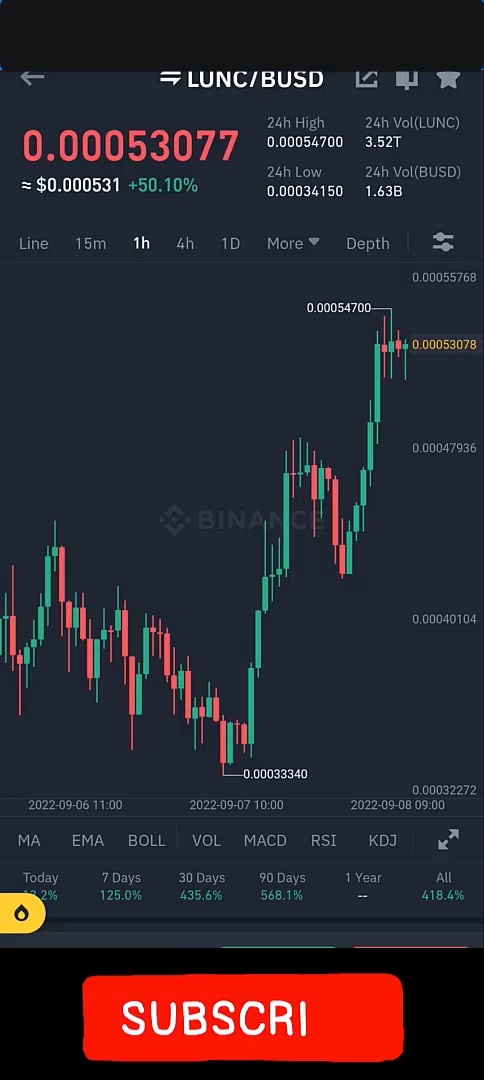 LUNC/BUSD
0.00053077
≈ $0.000531 +50.10%
24h High
0.00054700
24h Vol(LUNC)
3.52T
24h Low
0.00034150
24h Vol(BUSD)
1.63B
Line 15m 1h 4h 1D More Depth
0.00055768
0.00054700
0.00053078
0.00047936
BINANCE
0.00040104
0.00033340
0.00032272
2022-09-06 11:00 2022-09-07 10:00 2022-09-08 09:00
MA EMA BOLL VOL MACD RSI KDJ
Today 7 Days 30 Days 90 Days 1 Year All
125.0% 435.6% 568.1% -- 418.4%
SUBSCRI